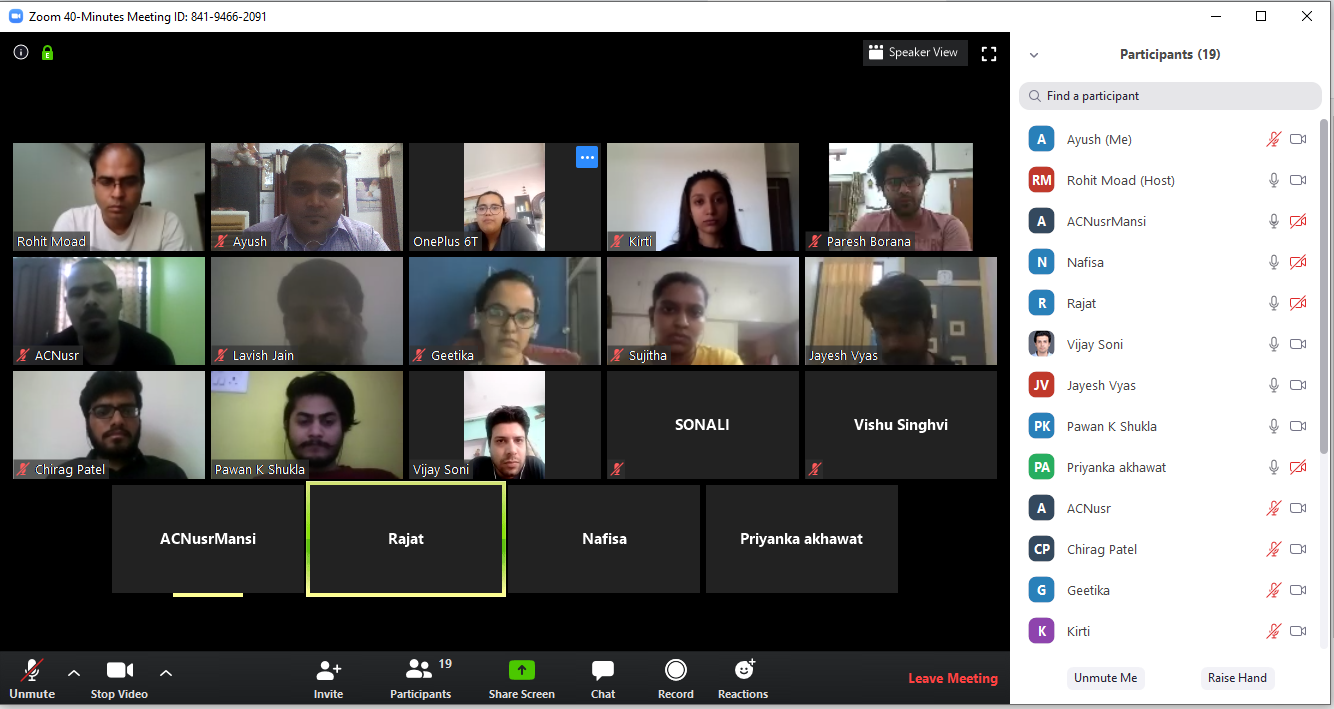 Zoom 40-Minutes Meeting ID: 841-9466-2091
Speaker View
Rohit Moad
Ayush
OnePlus 6T
Kirti
Paresh Borana
ACNusr
Lavish Jain
Geetika
Sujitha
Jayesh Vyas
Chirag Patel
Pawan K Shukla
Vijay Soni
SONALI
Vishu Singhvi
ACNusrMansi
Rajat
Nafisa
Priyanka akhawat
Unmute
Stop Video
Invite
Participants
19
Share Screen
Chat
Record
Reactions
Leave Meeting
Participants (19)
Find a participant
A Ayush (Me)
RM Rohit Moad (Host)
A ACNusrMansi
N Nafisa
R Rajat
Vijay Soni
JV Jayesh Vyas
PK Pawan K Shukla
PA Priyanka akhawat
A ACNusr
CP Chirag Patel
G Geetika
K Kirti
Unmute Me
Raise Hand